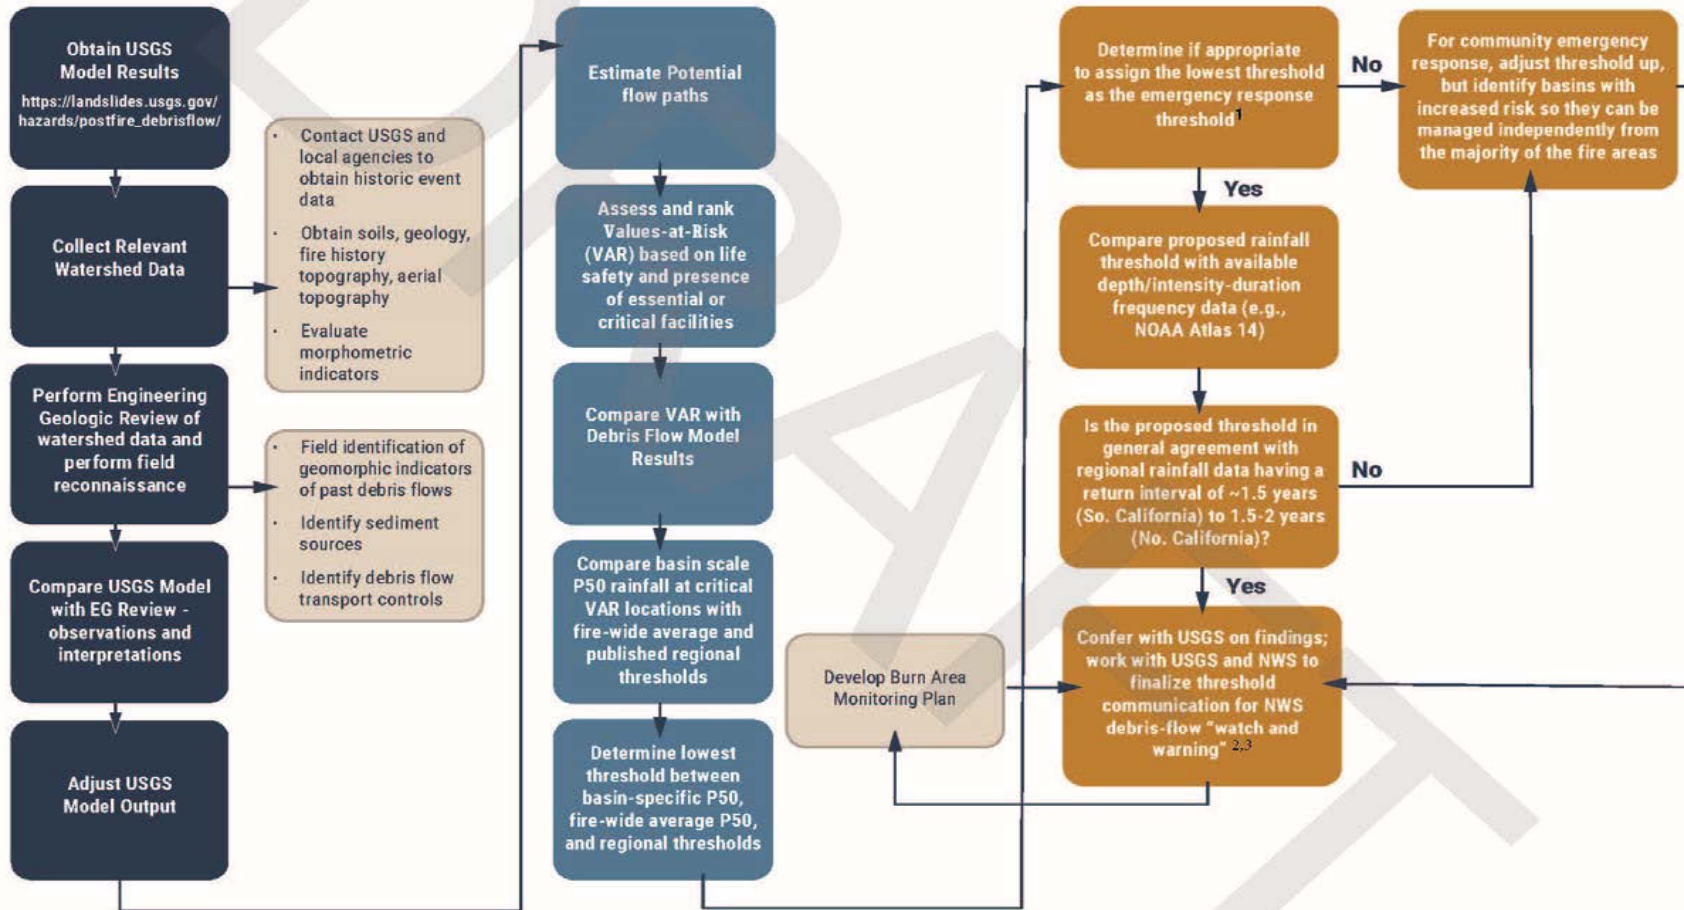 Obtain USGS
Model Results
https://landslides.usgs.gov/
hazards/postfire_debrisflow/
Collect Relevant
Watershed Data
Perform Engineering
Geologic Review of
watershed data and
perform field
reconnaissance
Compare USGS Model
with EG Review -
observations and
interpretations
Adjust USGS
Model Output
· Contact USGS and
local agencies to
obtain historic event
data
· Obtain soils, geology,
fire history
topography, aerial
topography
· Evaluate
morphometric
indicators
· Field identification of
geomorphic indicators
of past debris flows
· Identify sediment
sources
· Identify debris flow
transport controls
Estimate Potential
flow paths
Assess and rank
Values-at-Risk
(VAR) based on life
safety and presence
of essential or
critical facilities
Compare VAR with
Debris Flow Model
Results
Compare basin scale
P50 rainfall at critical
VAR locations with
fire-wide average and
published regional
thresholds
Determine lowest
threshold between
basin-specific P50,
fire-wide average P50,
and regional thresholds
Determine if appropriate
to assign the lowest threshold
as the emergency response
threshold1
No
For community emergency
response, adjust threshold up,
but identify basins with
increased risk so they can be
managed independently from
the majority of the fire areas
Yes
Compare proposed rainfall
threshold with available
depth/intensity-duration
frequency data (e.g.,
NOAA Atlas 14)
Is the proposed threshold in
general agreement with
regional rainfall data having a
return interval of ~1.5 years
(So. California) to 1.5-2 years
(No. California)?
No
Yes
Confer with USGS on findings;
work with USGS and NWS to
finalize threshold
communication for NWS
debris-flow “watch and
warning” 2,3
Develop Burn Area
Monitoring Plan
DRAFT